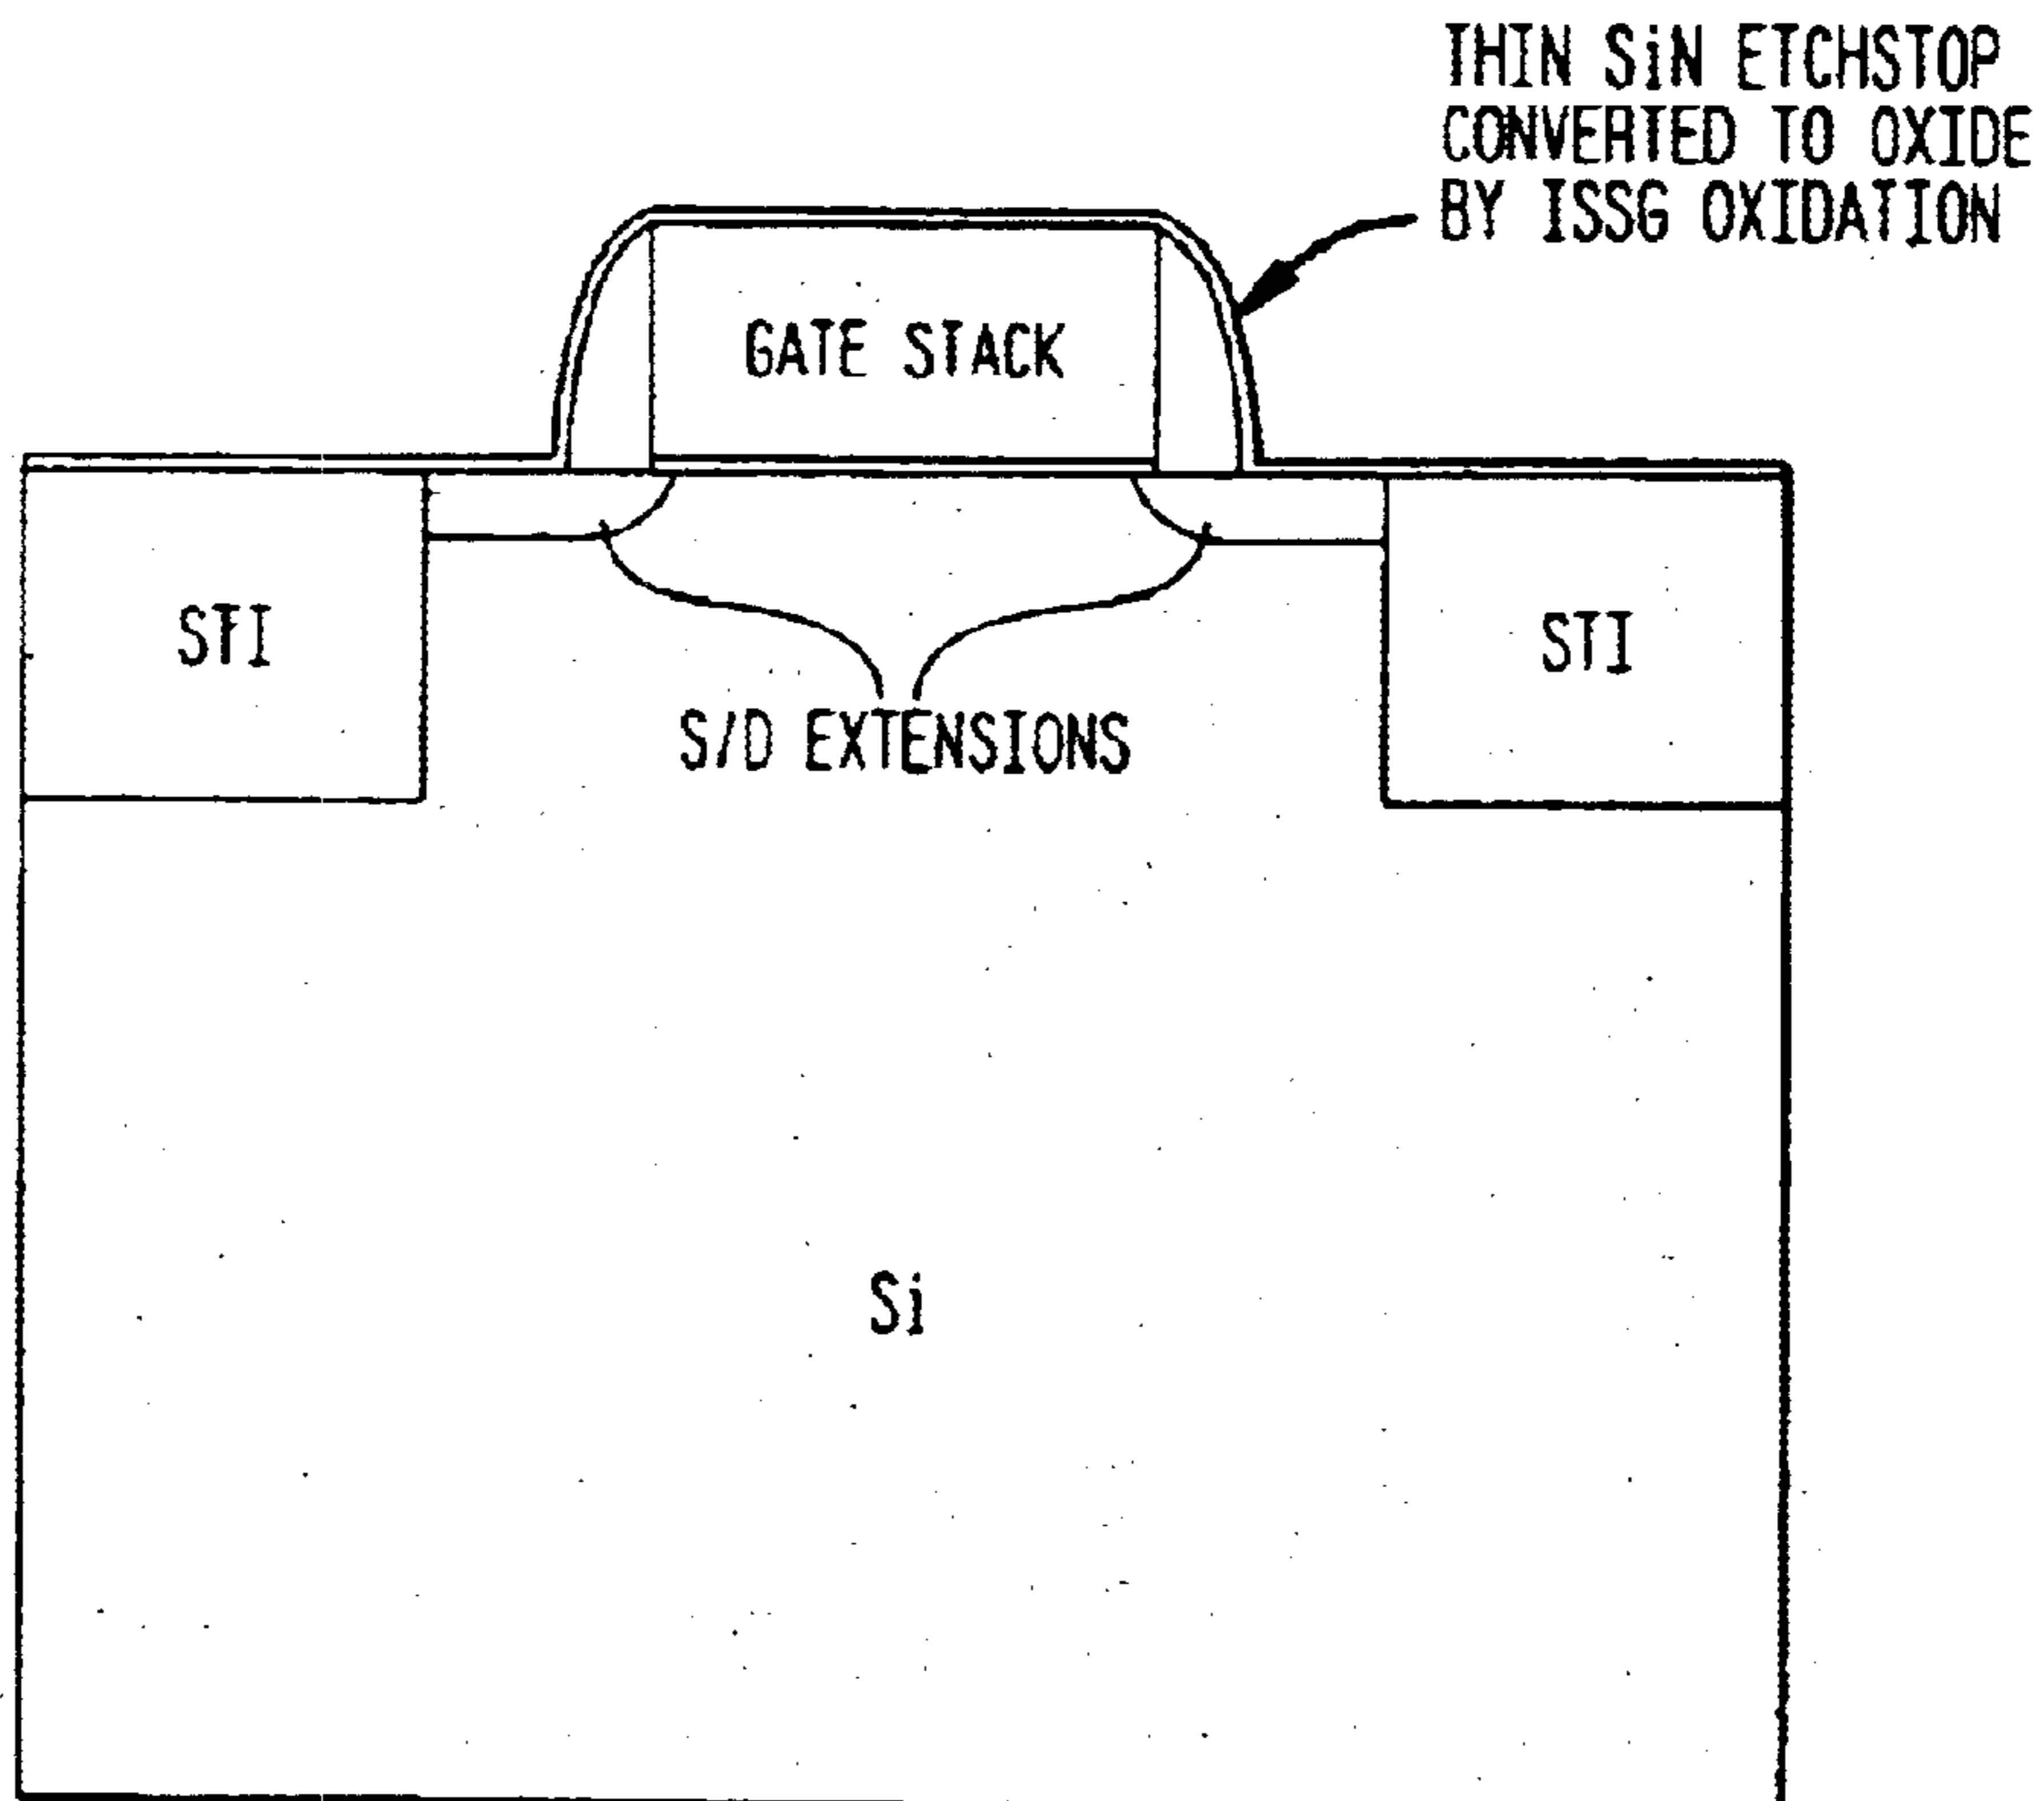 THIN SiN ETCHSTOP
CONVERTED TO OXIDE
BY ISSG OXIDATION
GATE STACK
STI
STI
S/D EXTENSIONS
Si